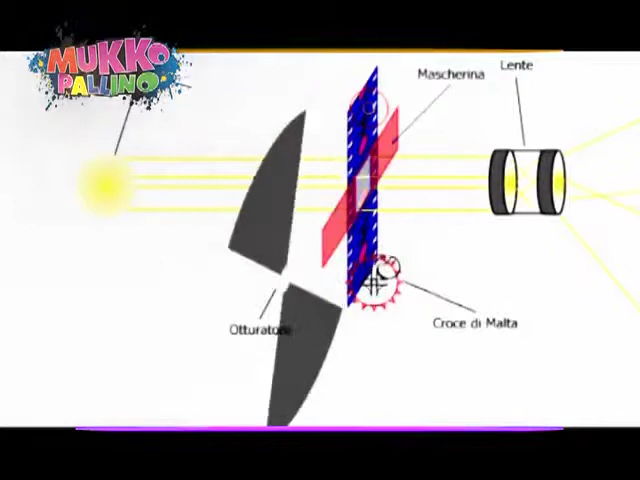 MUKKO
PALLINO
Lente
Mascherina
Otturatore
Croce di Malta